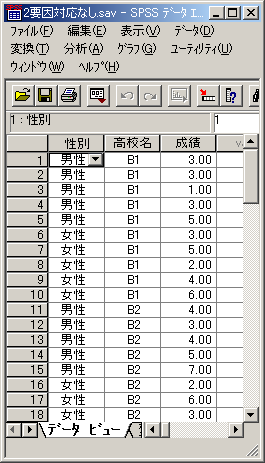 2要因対応なし.sav - SPSS データ エ...
ファイル(F) 編集(E) 表示(V) データ(D)
変換(T) 分析(A) グラフ(G) ユーティリティ(U)
ウィンドウ(W) ヘルプ(H)
1 : 性別 1
性別 高校名 成績
1 男性 B1 3.00
2 男性 B1 3.00
3 男性 B1 1.00
4 男性 B1 3.00
5 男性 B1 5.00
6 女性 B1 3.00
7 女性 B1 5.00
8 女性 B1 2.00
9 女性 B1 4.00
10 女性 B1 6.00
11 男性 B2 4.00
12 男性 B2 3.00
13 男性 B2 4.00
14 男性 B2 5.00
15 男性 B2 7.00
16 女性 B2 2.00
17 女性 B2 6.00
18 女性 B2 3.00
データ ビュー